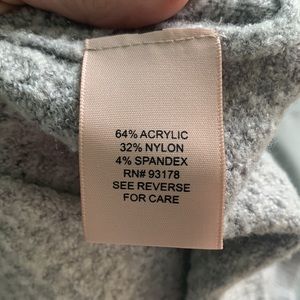 64% ACRYLIC
32% NYLON
4% SPANDEX
RN# 93178
SEE REVERSE
FOR CARE